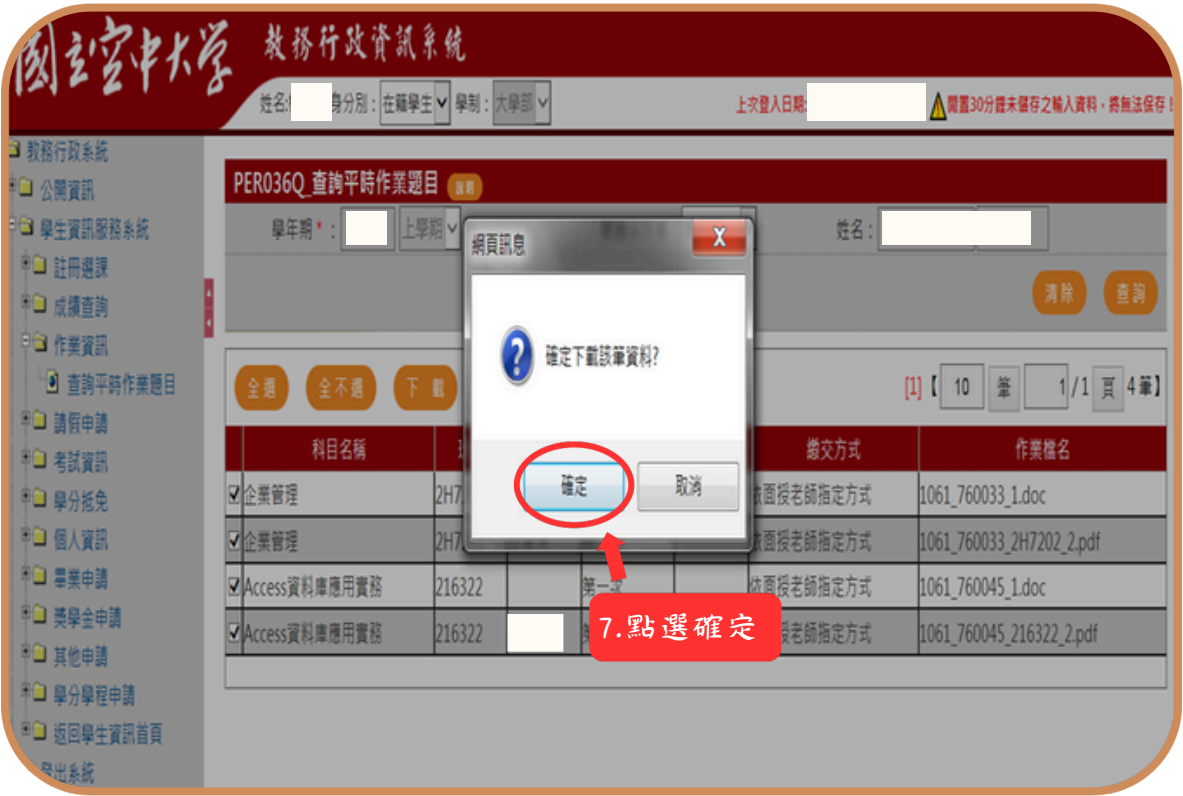 國立空中大学 教務行政資訊系統
姓名: 身分別： 在籍學生 學制： 大學部 上次登入日期: 閒置30分鐘未儲存之輸入資料，將無法保存！
教務行政系統
公開資訊
學生資訊服務系統
註冊選課
成績查詢
作業資訊
查詢平時作業題目
請假申請
考試資訊
學分抵免
個人資訊
畢業申請
獎學金申請
其他申請
學分學程申請
返回學生資訊首頁
登出系統
PER036Q_查詢平時作業題目 說明
學年期*： 上學期 姓名：
清除 查詢
全選 全不選 下載 [1]【 10 筆 1 /1 頁 4筆】
科目名稱 繳交方式 作業檔名
企業管理 2H7 依面授老師指定方式 1061_760033_1.doc
企業管理 2H7 依面授老師指定方式 1061_760033_2H7202_2.pdf
Access資料庫應用實務 216322 第一次 依面授老師指定方式 1061_760045_1.doc
Access資料庫應用實務 216322 授老師指定方式 1061_760045_216322_2.pdf
網頁訊息
X
確定下載該筆資料?
確定 取消
7.點選確定